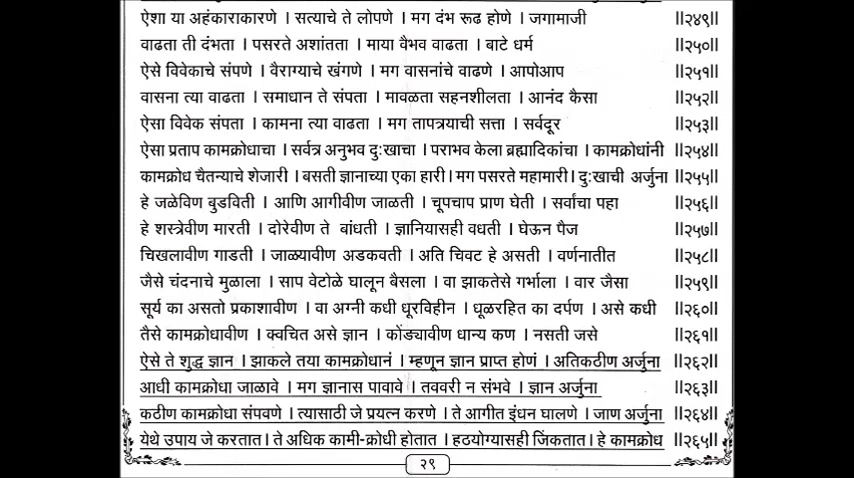 ऐशा या अहंकाराकारणे । सत्याचे ते लोपणे । मग दंभ रूढ होणे । जगामाजी ॥२४९॥
वाढता ती दंभता । पसरते अशांतता । माया वैभव वाढता । बाटे धर्म ॥२५०॥
ऐसे विवेकाचे संपणे । वैराग्याचे खंगणे । मग वासनांचे वाढणे । आपोआप ॥२५१॥
वासना त्या वाढता । समाधान ते संपता । मावळता सहनशीलता । आनंद कैसा ॥२५२॥
ऐसा विवेक संपता । कामना त्या वाढता । मग तापत्रयाची सत्ता । सर्वदूर ॥२५३॥
ऐसा प्रताप कामक्रोधाचा । सर्वत्र अनुभव दुःखाचा । पराभव केला ब्रह्मादिकांचा । कामक्रोधांनी ॥२५४॥
कामक्रोध चैतन्याचे शेजारी । बसती ज्ञानाच्या एका हारी । मग पसरते महामारी । दुःखाची अर्जुना ॥२५५॥
हे जळेविण बुडविती । आणि आगीवीण जाळती । चूपचाप प्राण घेती । सर्वांचा पहा ॥२५६॥
हे शस्त्रेवीण मारती । दोरेवीण ते बांधती । ज्ञानियासही वधती । घेऊन पैज ॥२५७॥
चिखलावीण गाडती । जाळ्यावीण अडकवती । अति चिवट हे असती । वर्णनातीत ॥२५८॥
जैसे चंदनाचे मुळाला । साप वेटोळे घालून बैसला । वा झाकतेसे गर्भाला । वार जैसा ॥२५९॥
सूर्य का असतो प्रकाशावीण । वा अग्नी कधी धूरविहीन । धूळरहित का दर्पण । असे कधी ॥२६०॥
तैसे कामक्रोधावीण । क्वचित असे ज्ञान । कोंड्यावीण धान्य कण । नसती जसे ॥२६१॥
ऐसे ते शुद्ध ज्ञान । झाकले तया कामक्रोधानं । म्हणून ज्ञान प्राप्त होणं । अतिकठीण अर्जुना ॥२६२॥
आधी कामक्रोधा जाळावे । मग ज्ञानास पावावे । तववरी न संभवे । ज्ञान अर्जुना ॥२६३॥
कठीण कामक्रोधा संपवणे । त्यासाठी जे प्रयत्न करणे । ते आगीत इंधन घालणे । जाण अर्जुना ॥२६४॥
येथे उपाय जे करतात । ते अधिक कामी-क्रोधी होतात । हठयोग्यासही जिंकतात । हे कामक्रोध ॥२६५॥
२९